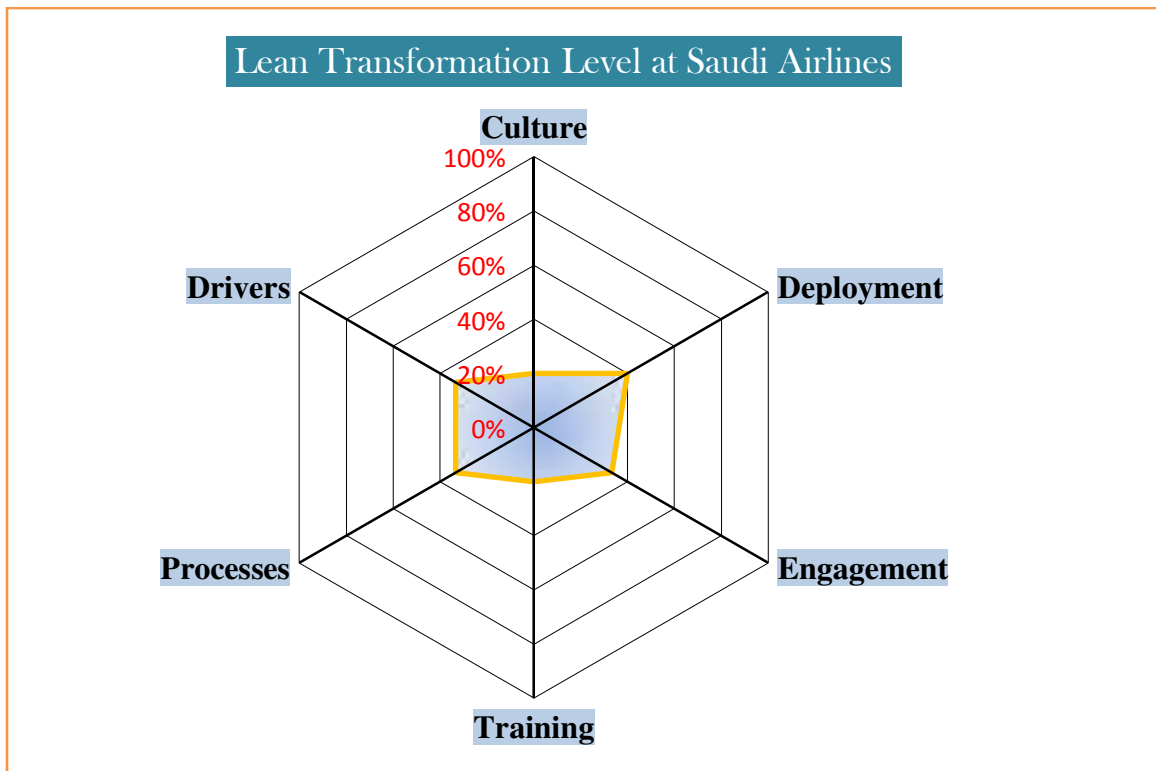 Lean Transformation Level at Saudi Airlines
Culture
100%
80%
60%
Drivers
Deployment
40%
20%
0%
Processes
Engagement
Training